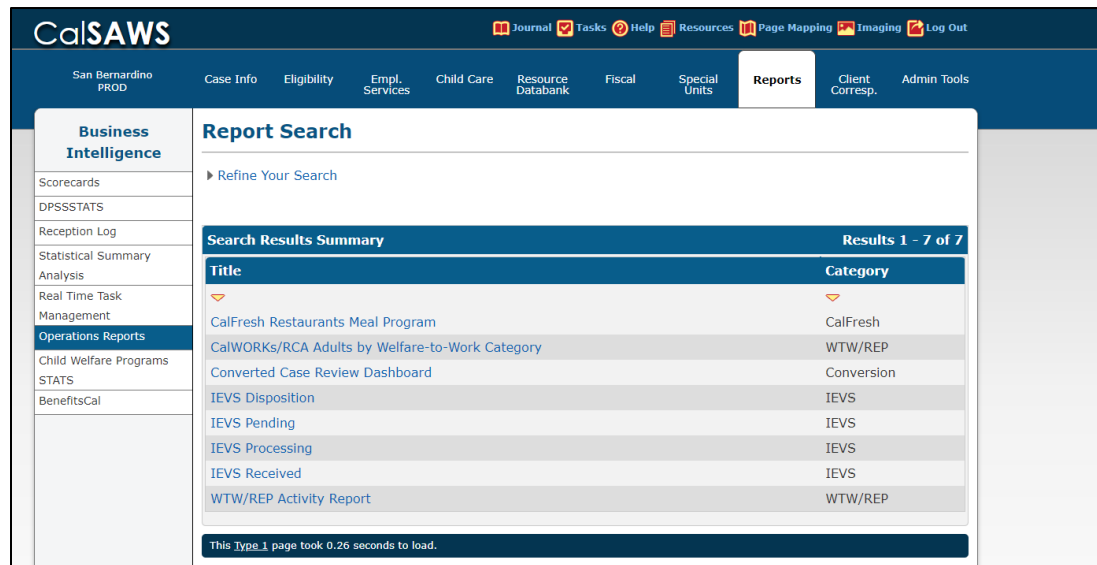 CalSAWS
Journal Tasks Help Resources Page Mapping Imaging Log Out
San Bernardino
PROD
Case Info
Eligibility
Empl.
Services
Child Care
Resource
Databank
Fiscal
Special
Units
Reports
Client
Corresp.
Admin Tools
Business
Intelligence
Scorecards
DPSSSTATS
Reception Log
Statistical Summary
Analysis
Real Time Task
Management
Operations Reports
Child Welfare Programs
STATS
BenefitsCal
Report Search
Refine Your Search
Search Results Summary Results 1 - 7 of 7
Title Category
CalFresh Restaurants Meal Program CalFresh
CalWORKs/RCA Adults by Welfare-to-Work Category WTW/REP
Converted Case Review Dashboard Conversion
IEVS Disposition IEVS
IEVS Pending IEVS
IEVS Processing IEVS
IEVS Received IEVS
WTW/REP Activity Report WTW/REP
This Type 1 page took 0.26 seconds to load.